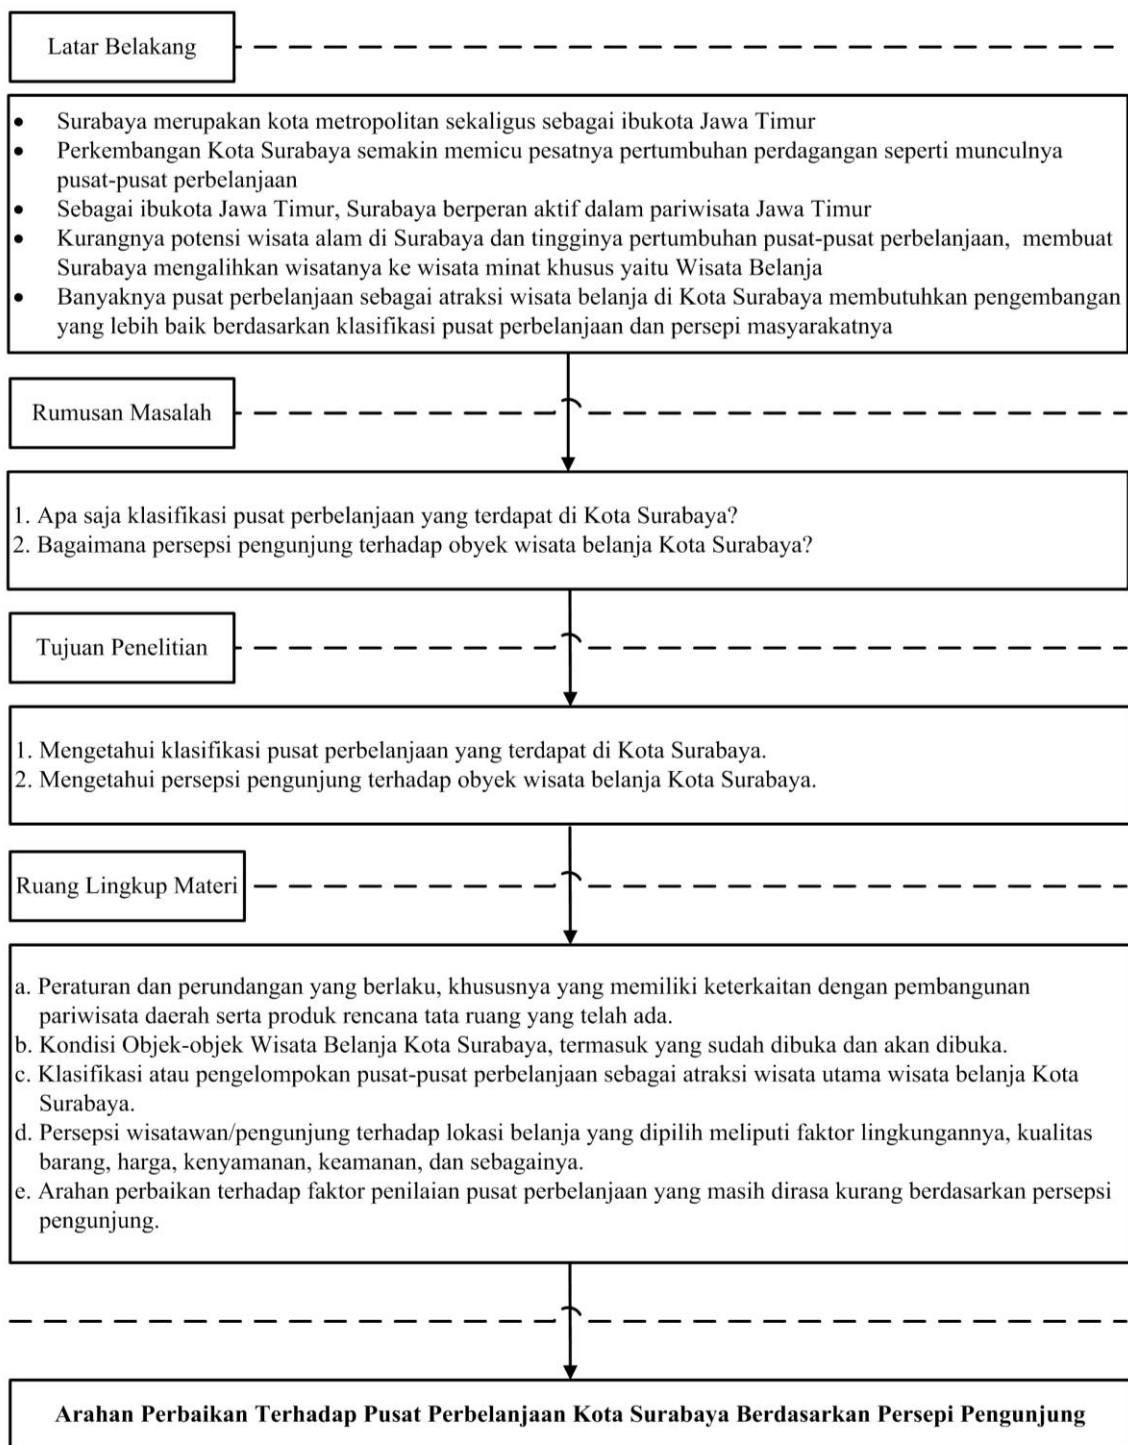 Latar Belakang
• Surabaya merupakan kota metropolitan sekaligus sebagai ibukota Jawa Timur
• Perkembangan Kota Surabaya semakin memicu pesatnya pertumbuhan perdagangan seperti munculnya
pusat-pusat perbelanjaan
• Sebagai ibukota Jawa Timur, Surabaya berperan aktif dalam pariwisata Jawa Timur
• Kurangnya potensi wisata alam di Surabaya dan tingginya pertumbuhan pusat-pusat perbelanjaan, membuat
Surabaya mengalihkan wisatanya ke wisata minat khusus yaitu Wisata Belanja
• Banyaknya pusat perbelanjaan sebagai atraksi wisata belanja di Kota Surabaya membutuhkan pengembangan
yang lebih baik berdasarkan klasifikasi pusat perbelanjaan dan persepi masyarakatnya
Rumusan Masalah
1. Apa saja klasifikasi pusat perbelanjaan yang terdapat di Kota Surabaya?
2. Bagaimana persepsi pengunjung terhadap obyek wisata belanja Kota Surabaya?
Tujuan Penelitian
1. Mengetahui klasifikasi pusat perbelanjaan yang terdapat di Kota Surabaya.
2. Mengetahui persepsi pengunjung terhadap obyek wisata belanja Kota Surabaya.
Ruang Lingkup Materi
a. Peraturan dan perundangan yang berlaku, khususnya yang memiliki keterkaitan dengan pembangunan
pariwisata daerah serta produk rencana tata ruang yang telah ada.
b. Kondisi Objek-objek Wisata Belanja Kota Surabaya, termasuk yang sudah dibuka dan akan dibuka.
c. Klasifikasi atau pengelompokan pusat-pusat perbelanjaan sebagai atraksi wisata utama wisata belanja Kota
Surabaya.
d. Persepsi wisatawan/pengunjung terhadap lokasi belanja yang dipilih meliputi faktor lingkungannya, kualitas
barang, harga, kenyamanan, keamanan, dan sebagainya.
e. Arahan perbaikan terhadap faktor penilaian pusat perbelanjaan yang masih dirasa kurang berdasarkan persepsi
pengunjung.
Arahan Perbaikan Terhadap Pusat Perbelanjaan Kota Surabaya Berdasarkan Persepi Pengunjung